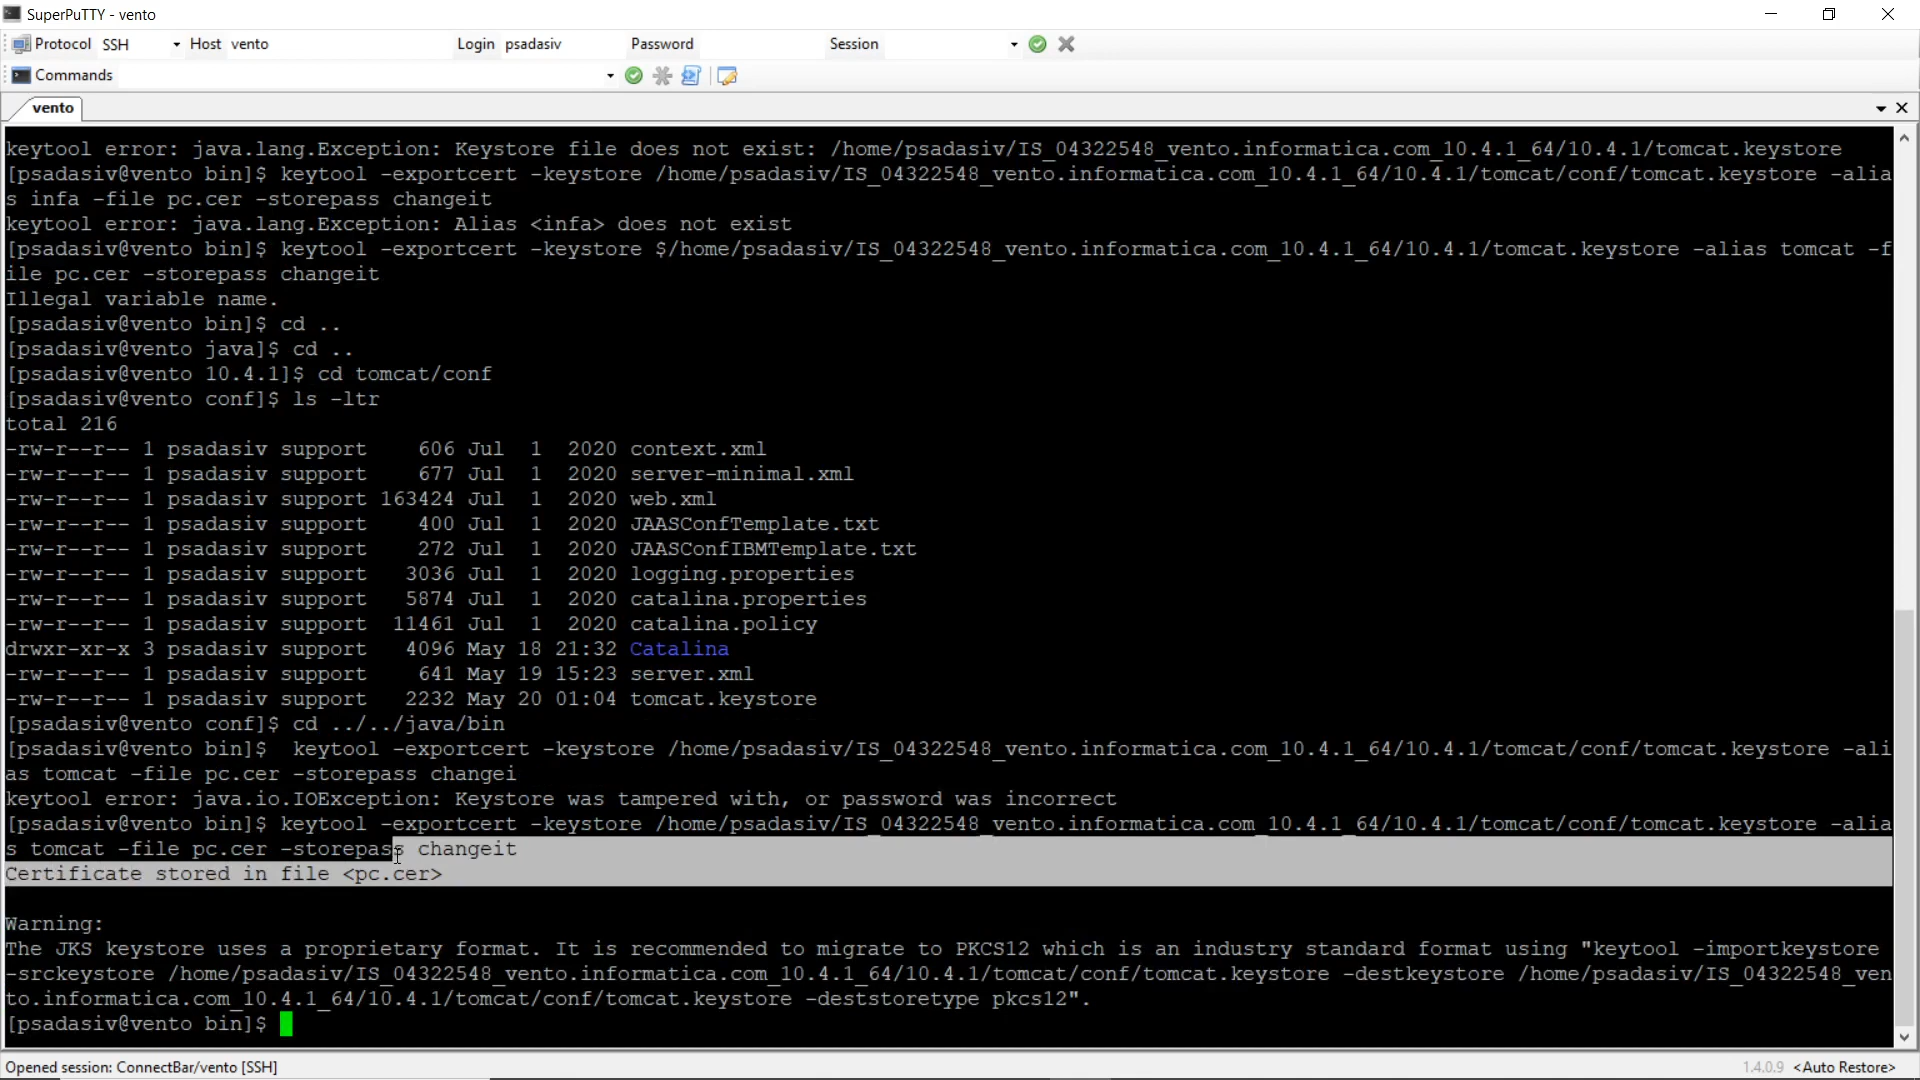 SuperPuTTY - vento
Protocol SSH Host vento Login psadasiv Password Session
Commands
vento
keytool error: java.lang.Exception: Keystore file does not exist: /home/psadasiv/IS_04322548_vento.informatica.com_10.4.1_64/10.4.1/tomcat.keystore
[psadasiv@vento bin]$ keytool -exportcert -keystore /home/psadasiv/IS_04322548_vento.informatica.com_10.4.1_64/10.4.1/tomcat/conf/tomcat.keystore -alia
s infa -file pc.cer -storepass changeit
keytool error: java.lang.Exception: Alias <infa> does not exist
[psadasiv@vento bin]$ keytool -exportcert -keystore $/home/psadasiv/IS_04322548_vento.informatica.com_10.4.1_64/10.4.1/tomcat.keystore -alias tomcat -f
ile pc.cer -storepass changeit
Illegal variable name.
[psadasiv@vento bin]$ cd ..
[psadasiv@vento java]$ cd ..
[psadasiv@vento 10.4.1]$ cd tomcat/conf
[psadasiv@vento conf]$ ls -ltr
total 216
-rw-r--r-- 1 psadasiv support 606 Jul 1 2020 context.xml
-rw-r--r-- 1 psadasiv support 677 Jul 1 2020 server-minimal.xml
-rw-r--r-- 1 psadasiv support 163424 Jul 1 2020 web.xml
-rw-r--r-- 1 psadasiv support 400 Jul 1 2020 JAASConfTemplate.txt
-rw-r--r-- 1 psadasiv support 272 Jul 1 2020 JAASConfIBMTemplate.txt
-rw-r--r-- 1 psadasiv support 3036 Jul 1 2020 logging.properties
-rw-r--r-- 1 psadasiv support 5874 Jul 1 2020 catalina.properties
-rw-r--r-- 1 psadasiv support 11461 Jul 1 2020 catalina.policy
drwxr-xr-x 3 psadasiv support 4096 May 18 21:32 Catalina
-rw-r--r-- 1 psadasiv support 641 May 19 15:23 server.xml
-rw-r--r-- 1 psadasiv support 2232 May 20 01:04 tomcat.keystore
[psadasiv@vento conf]$ cd ../../java/bin
[psadasiv@vento bin]$ keytool -exportcert -keystore /home/psadasiv/IS_04322548_vento.informatica.com_10.4.1_64/10.4.1/tomcat/conf/tomcat.keystore -ali
as tomcat -file pc.cer -storepass changei
keytool error: java.io.IOException: Keystore was tampered with, or password was incorrect
[psadasiv@vento bin]$ keytool -exportcert -keystore /home/psadasiv/IS_04322548_vento.informatica.com_10.4.1_64/10.4.1/tomcat/conf/tomcat.keystore -alia
s tomcat -file pc.cer -storepass changeit
Certificate stored in file <pc.cer>
Warning:
The JKS keystore uses a proprietary format. It is recommended to migrate to PKCS12 which is an industry standard format using "keytool -importkeystore
-srckeystore /home/psadasiv/IS_04322548_vento.informatica.com_10.4.1_64/10.4.1/tomcat/conf/tomcat.keystore -destkeystore /home/psadasiv/IS_04322548_ven
to.informatica.com_10.4.1_64/10.4.1/tomcat/conf/tomcat.keystore -deststoretype pkcs12".
[psadasiv@vento bin]$
Opened session: ConnectBar/vento [SSH] 1.4.0.9 <Auto Restore>